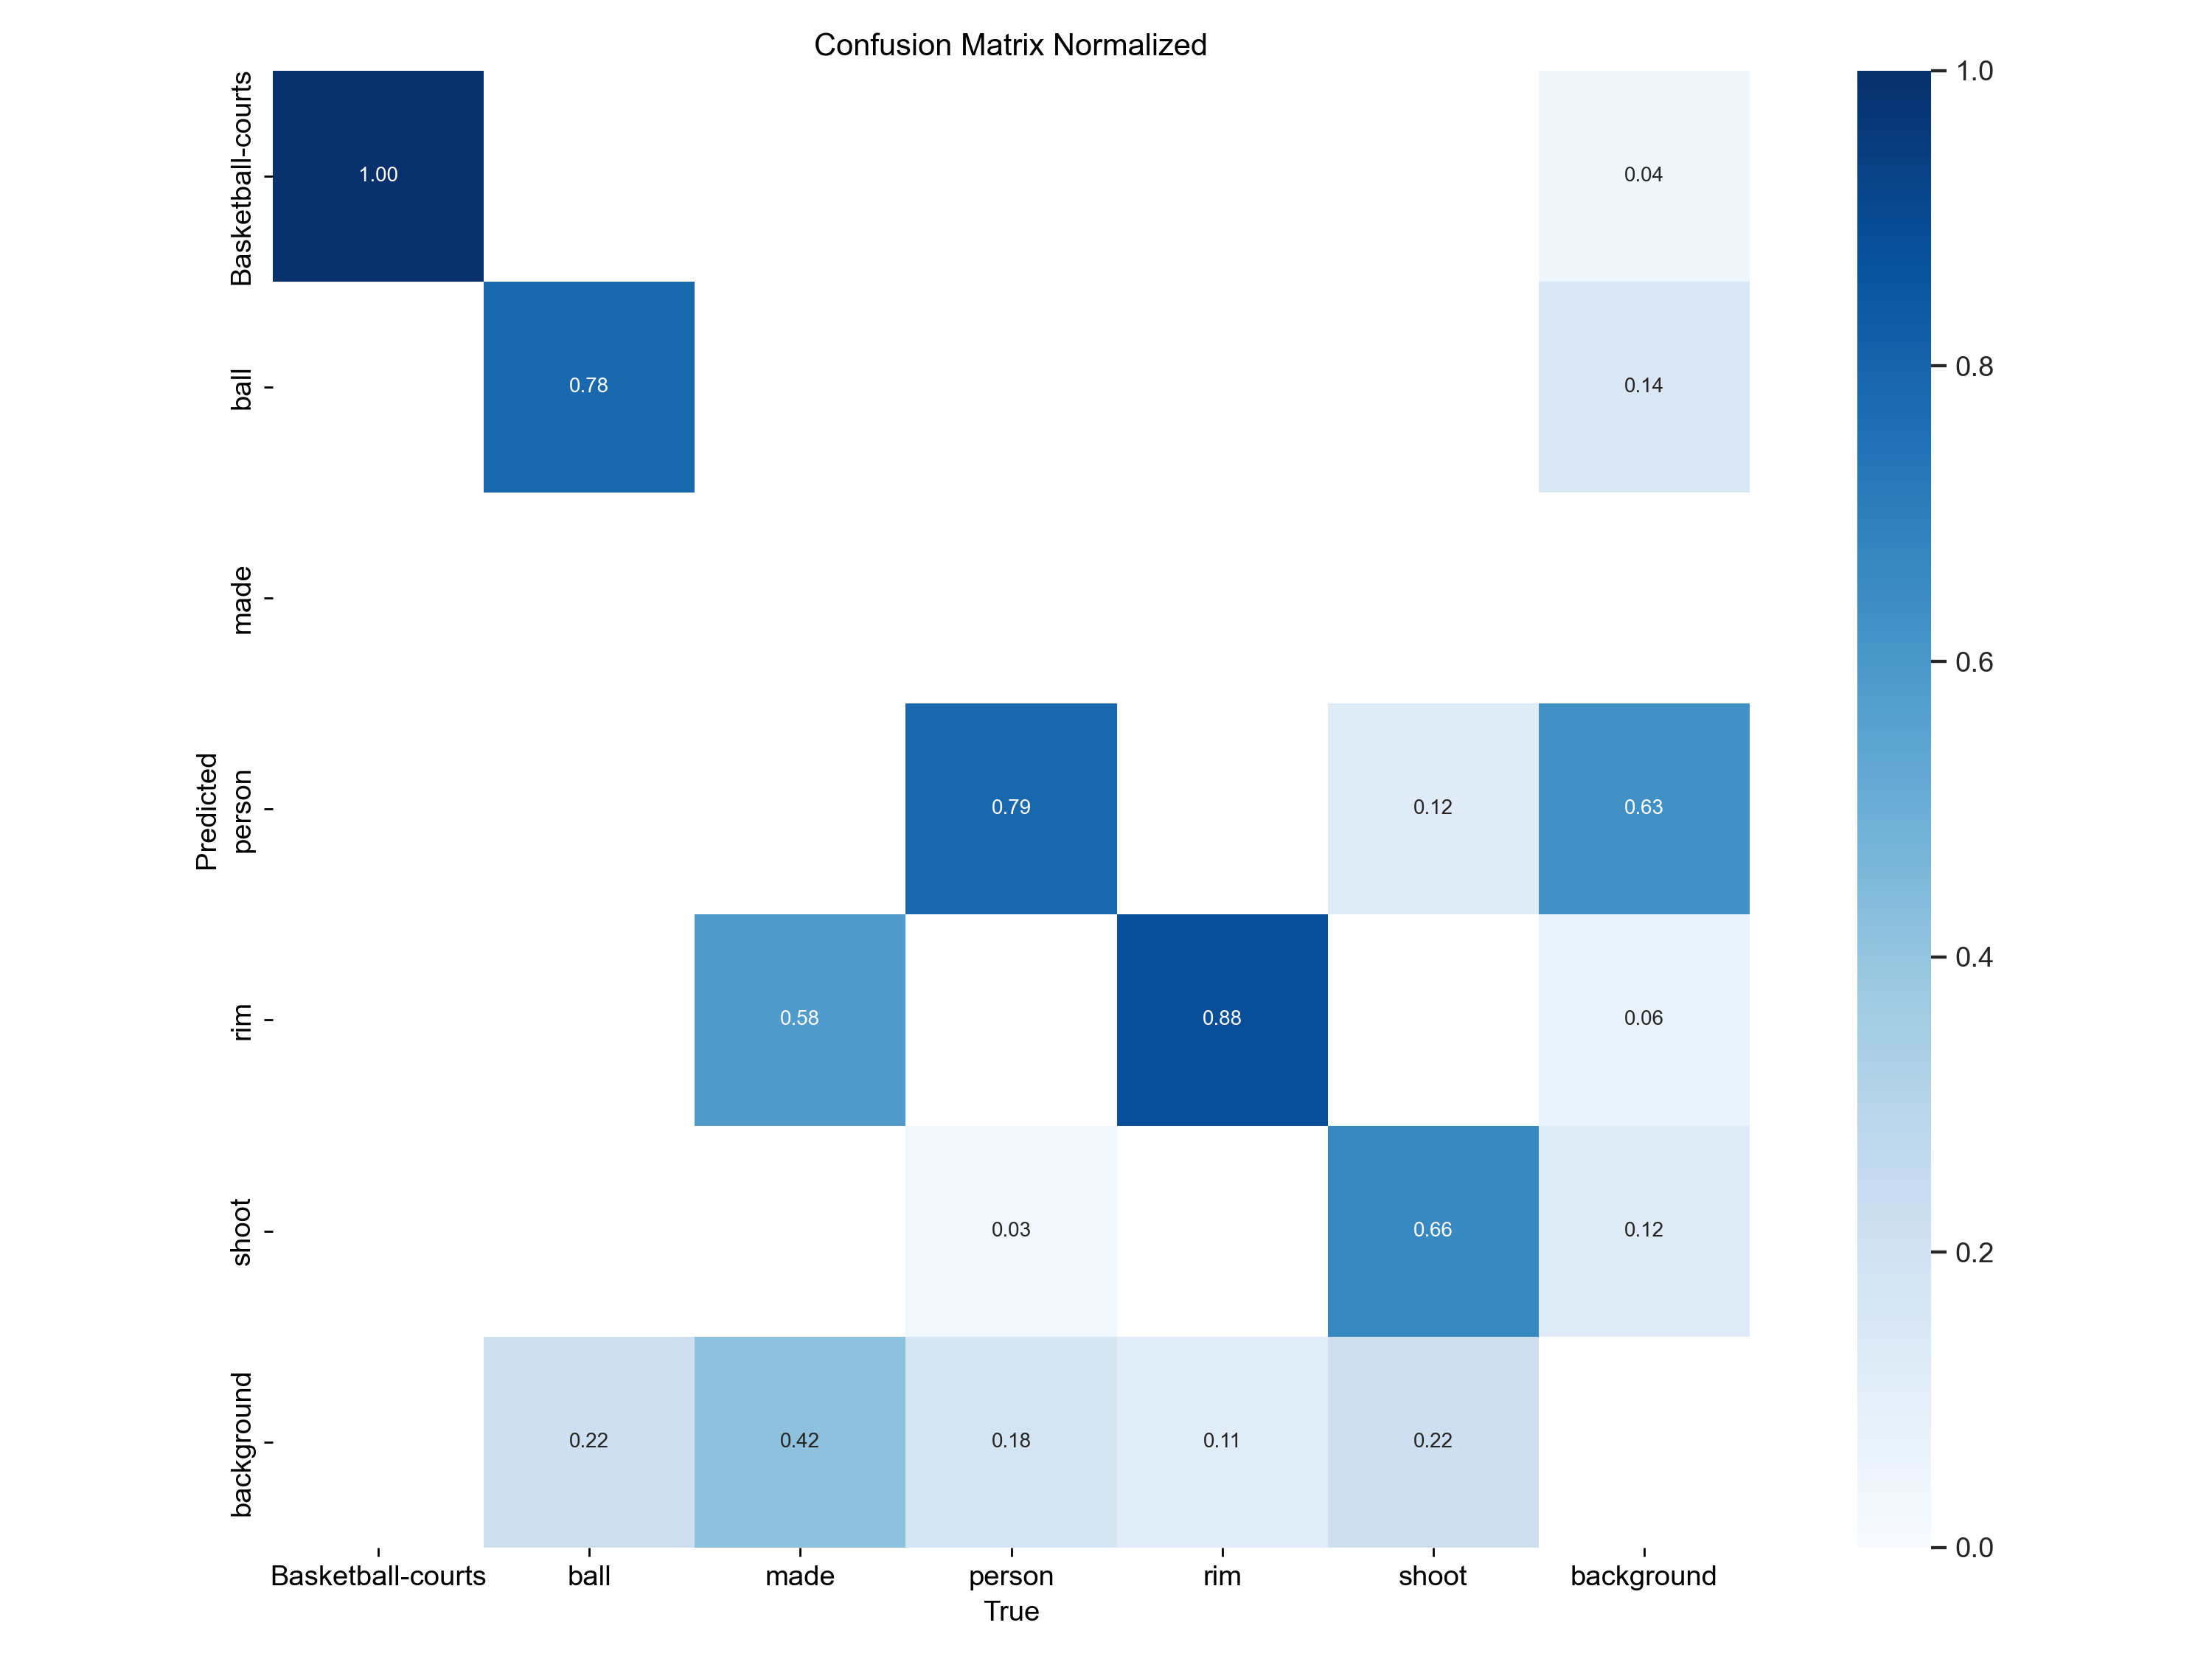 Confusion Matrix Normalized
Basketball-courts
1.00
0.04
1.0
ball
0.78
0.14
0.8
made
0.6
Predicted
person
0.79
0.12
0.63
0.4
rim
0.58
0.88
0.06
shoot
0.03
0.66
0.12
0.2
background
0.22
0.42
0.18
0.11
0.22
0.0
Basketball-courts ball made person rim shoot background
True